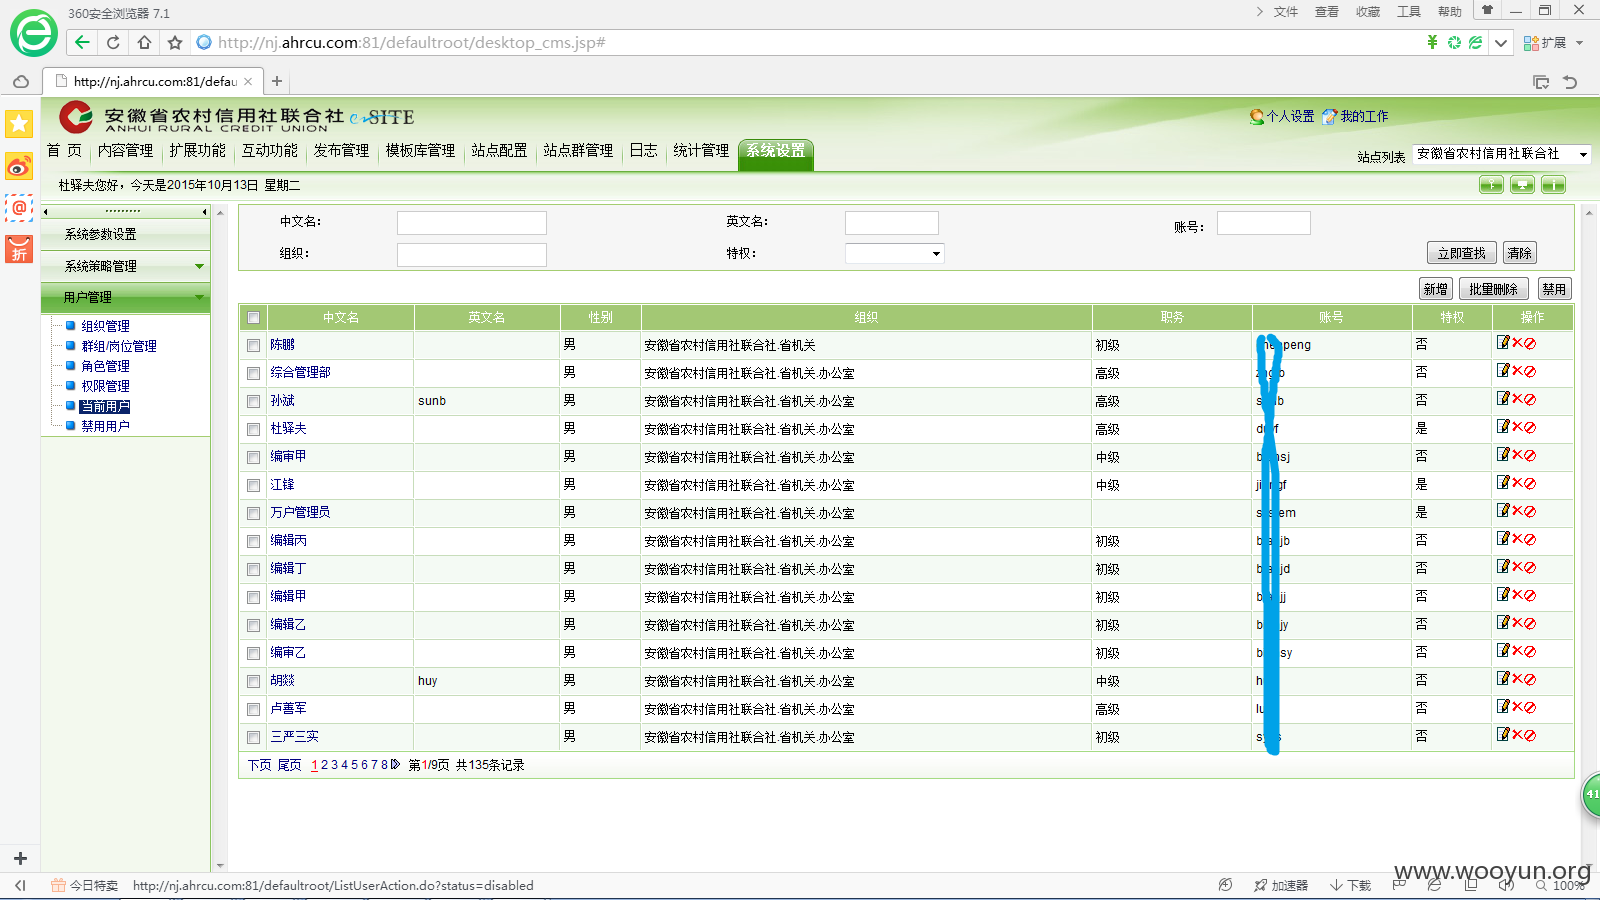 360安全浏览器 7.1
文件 查看 收藏 工具 帮助
http://nj.ahrcu.com:81/defaultroot/desktop_cms.jsp#
扩展
http://nj.ahrcu.com:81/defau
安徽省农村信用社联合社 e-SITE
ANHUI RURAL CREDIT UNION
个人设置 我的工作
首 页 内容管理 扩展功能 互动功能 发布管理 模板库管理 站点配置 站点群管理 日志 统计管理 系统设置
站点列表 安徽省农村信用社联合社
杜驿夫您好，今天是2015年10月13日 星期二
折
系统参数设置
系统策略管理
用户管理
组织管理
群组/岗位管理
角色管理
权限管理
当前用户
禁用用户
中文名: 英文名: 账号:
组织: 特权: 立即查找 清除
新增 批量删除 禁用
中文名 英文名 性别 组织 职务 账号 特权 操作
陈鹏 男 安徽省农村信用社联合社.省机关 初级 peng 否
综合管理部 男 安徽省农村信用社联合社.省机关.办公室 高级 否
孙斌 sunb 男 安徽省农村信用社联合社.省机关.办公室 高级 否
杜驿夫 男 安徽省农村信用社联合社.省机关.办公室 高级 是
编审甲 男 安徽省农村信用社联合社.省机关.办公室 中级 否
江锋 男 安徽省农村信用社联合社.省机关.办公室 中级 是
万户管理员 男 安徽省农村信用社联合社.省机关.办公室 是
编辑丙 男 安徽省农村信用社联合社.省机关.办公室 初级 否
编辑丁 男 安徽省农村信用社联合社.省机关.办公室 初级 否
编辑甲 男 安徽省农村信用社联合社.省机关.办公室 初级 否
编辑乙 男 安徽省农村信用社联合社.省机关.办公室 初级 否
编审乙 男 安徽省农村信用社联合社.省机关.办公室 初级 否
胡燚 huy 男 安徽省农村信用社联合社.省机关.办公室 中级 否
卢善军 男 安徽省农村信用社联合社.省机关.办公室 高级 否
三严三实 男 安徽省农村信用社联合社.省机关.办公室 初级 否
下页 尾页 1 2 3 4 5 6 7 8 第1/9页 共135条记录
41
www.wooyun.org
今日特卖 http://nj.ahrcu.com:81/defaultroot/ListUserAction.do?status=disabled 加速器 下载 100%